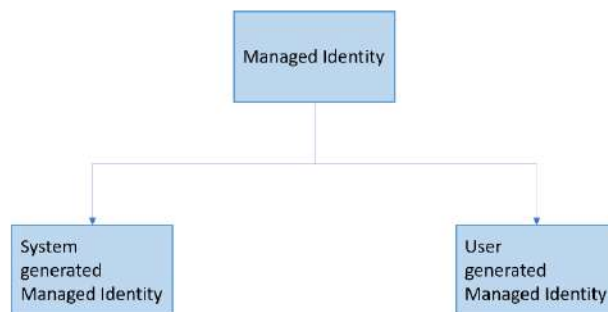 Managed Identity
System
generated
Managed Identity
User
generated
Managed Identity